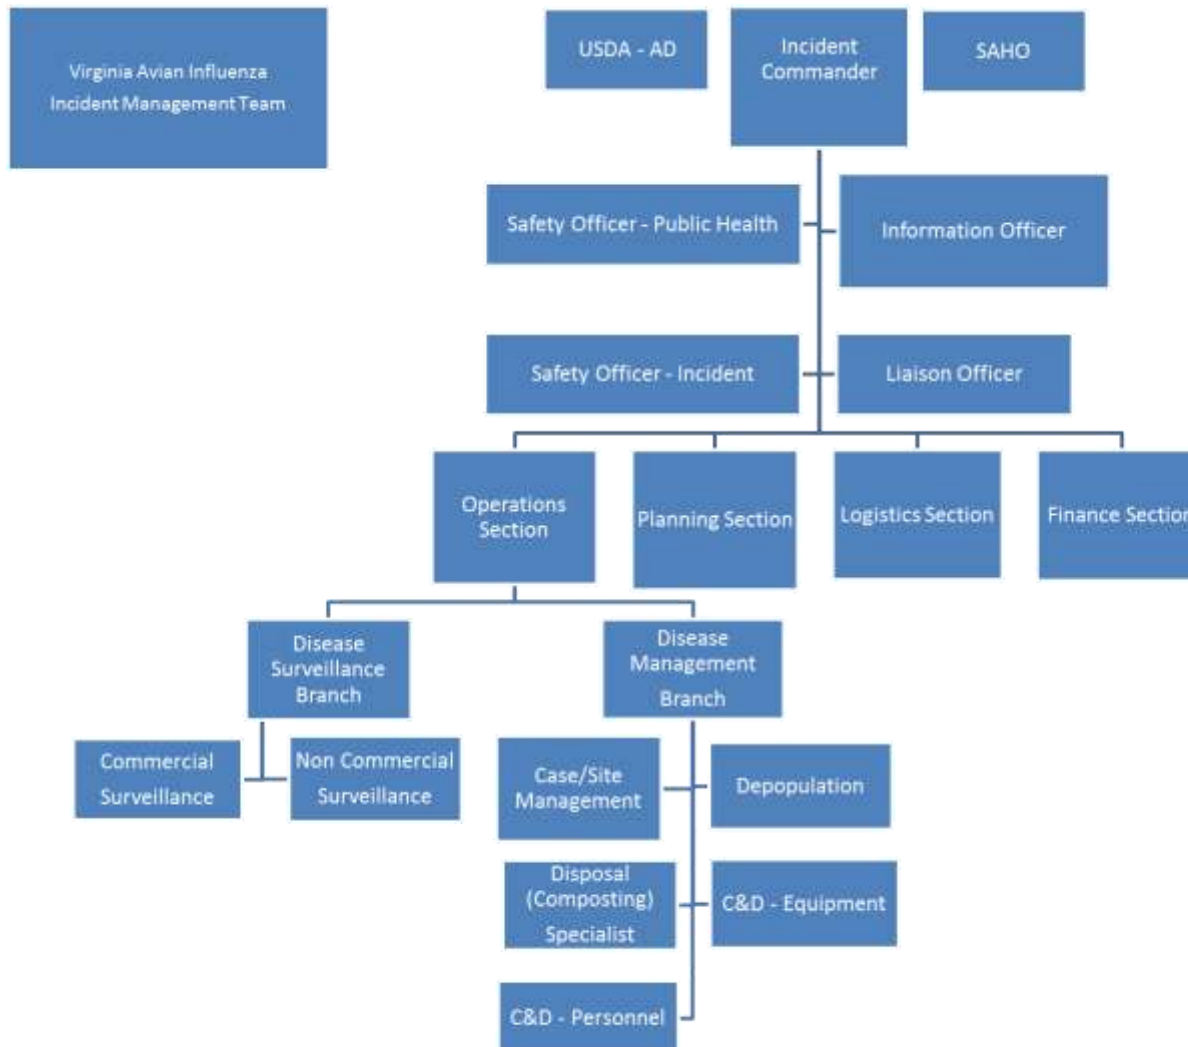 Virginia Avian Influenza
Incident Management Team
USDA - AD
Incident
Commander
SAHO
Safety Officer - Public Health
Information Officer
Safety Officer - Incident
Liaison Officer
Operations
Section
Planning Section
Logistics Section
Finance Section
Disease
Surveillance
Branch
Disease
Management
Branch
Commercial
Surveillance
Non Commercial
Surveillance
Case/Site
Management
Depopulation
Disposal
(Composting)
Specialist
C&D - Equipment
C&D - Personnel